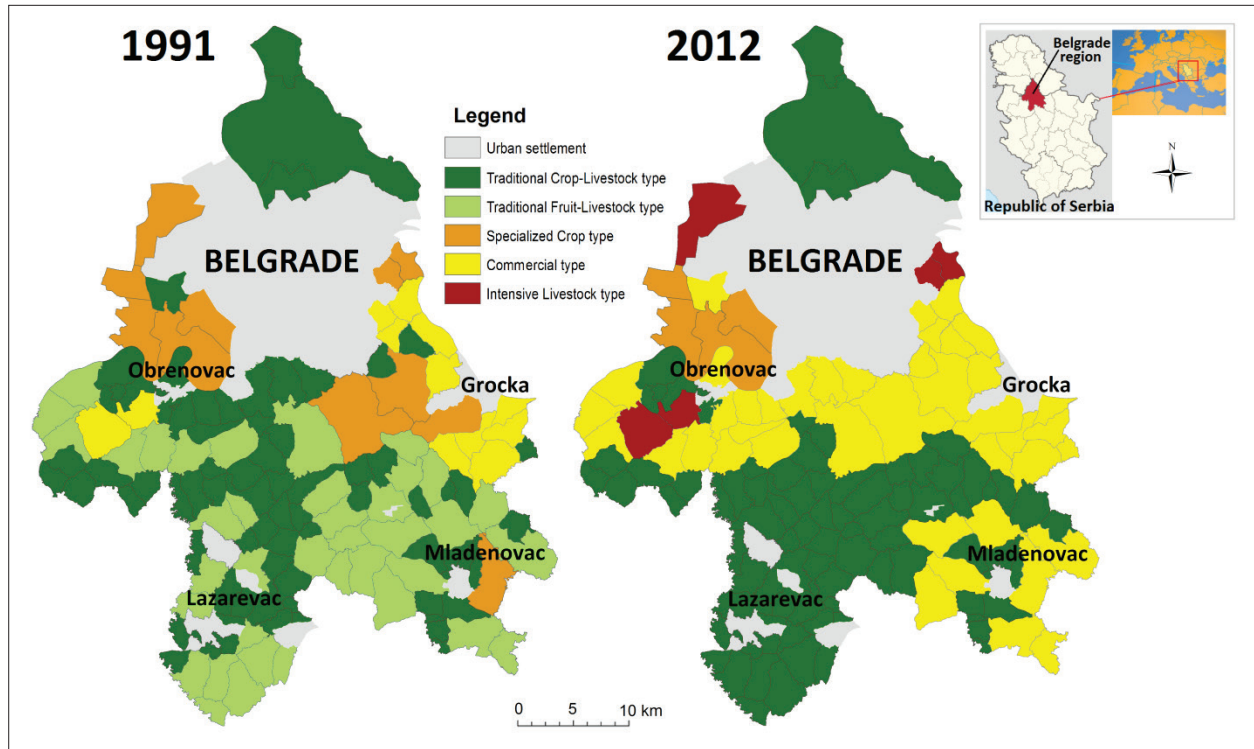 1991
2012
Belgrade
region
N
Republic of Serbia
Legend
Urban settlement
Traditional Crop-Livestock type
Traditional Fruit-Livestock type
Specialized Crop type
Commercial type
Intensive Livestock type
BELGRADE
BELGRADE
Obrenovac
Grocka
Obrenovac
Grocka
Mladenovac
Mladenovac
Lazarevac
Lazarevac
0 5 10 km